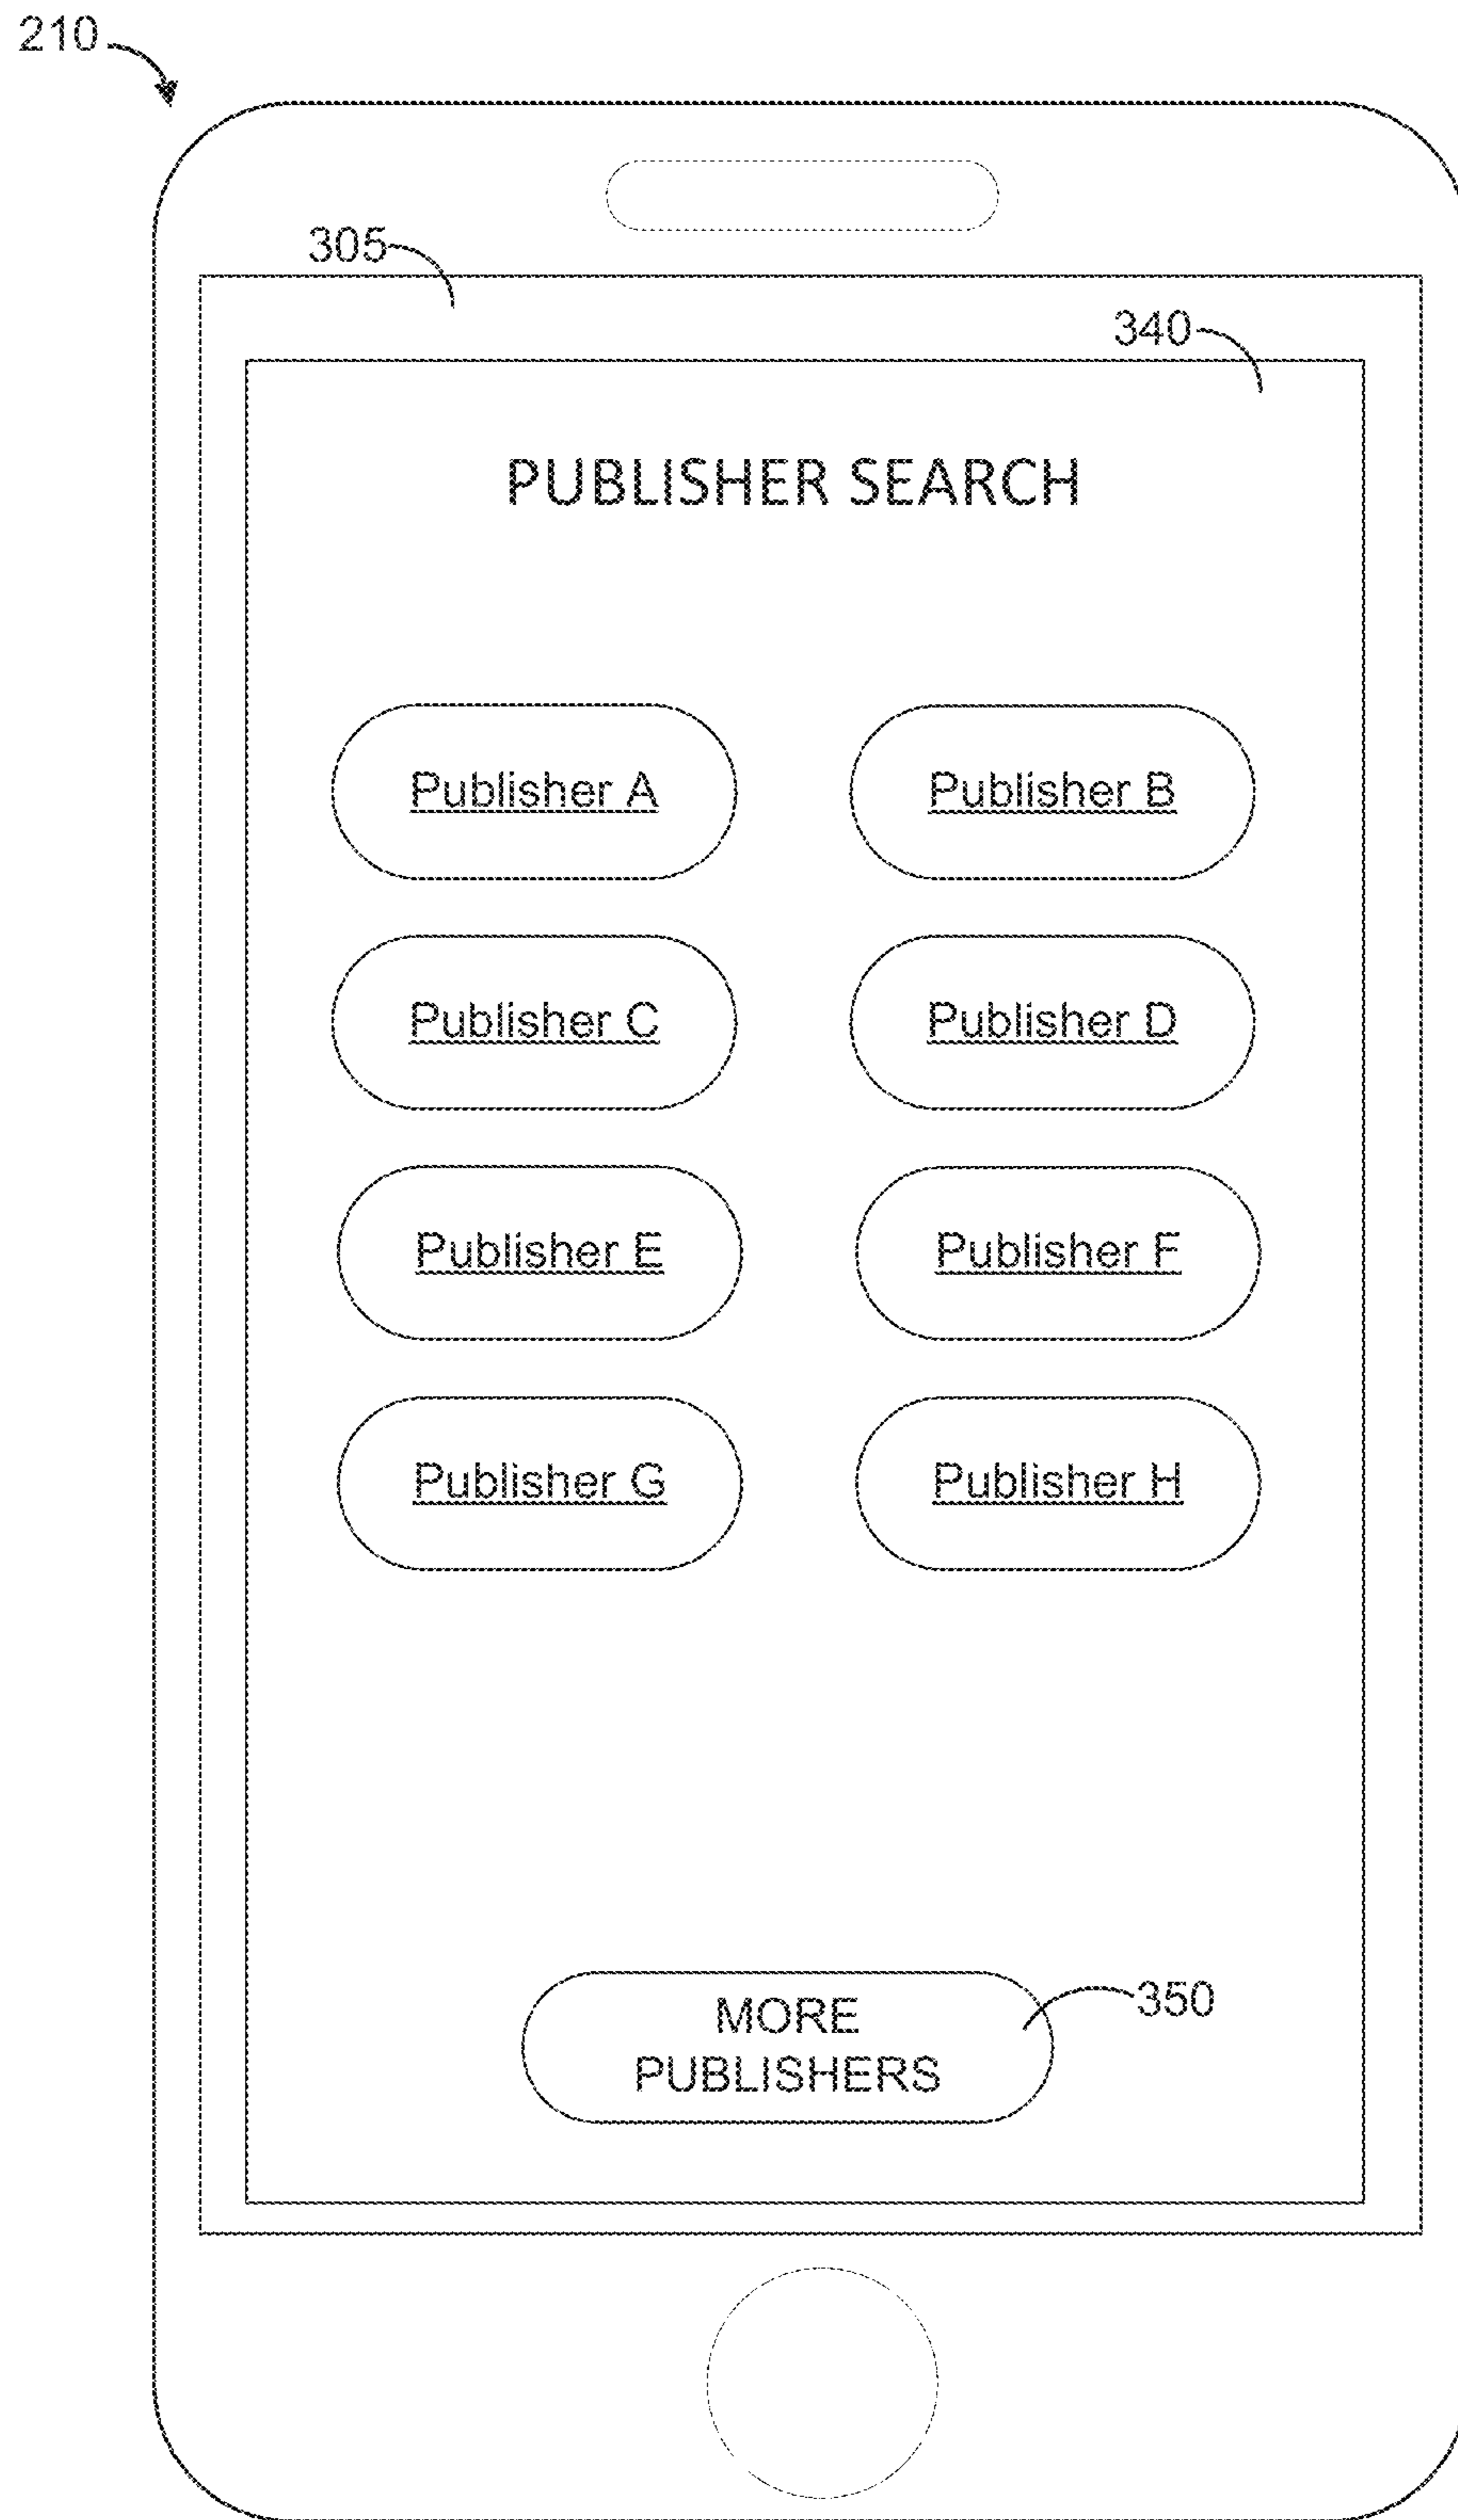 210
305
340
PUBLISHER SEARCH
Publisher A
Publisher B
Publisher C
Publisher D
Publisher E
Publisher F
Publisher G
Publisher H
MORE
PUBLISHERS
350